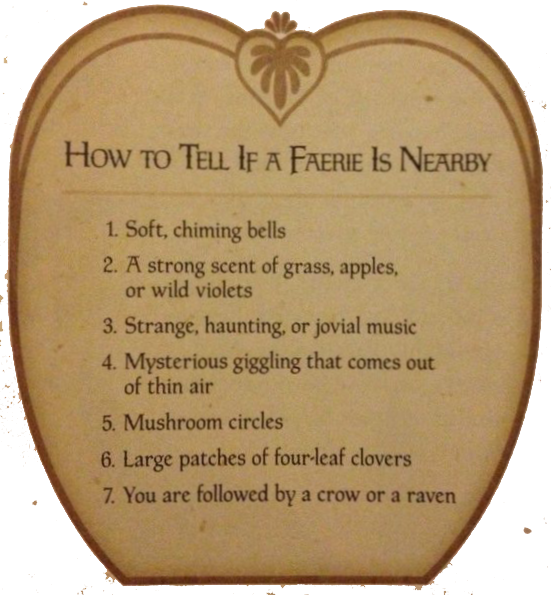 How to Tell If a Faerie Is Nearby
1. Soft, chiming bells
2. A strong scent of grass, apples,
or wild violets
3. Strange, haunting, or jovial music
4. Mysterious giggling that comes out
of thin air
5. Mushroom circles
6. Large patches of four-leaf clovers
7. You are followed by a crow or a raven